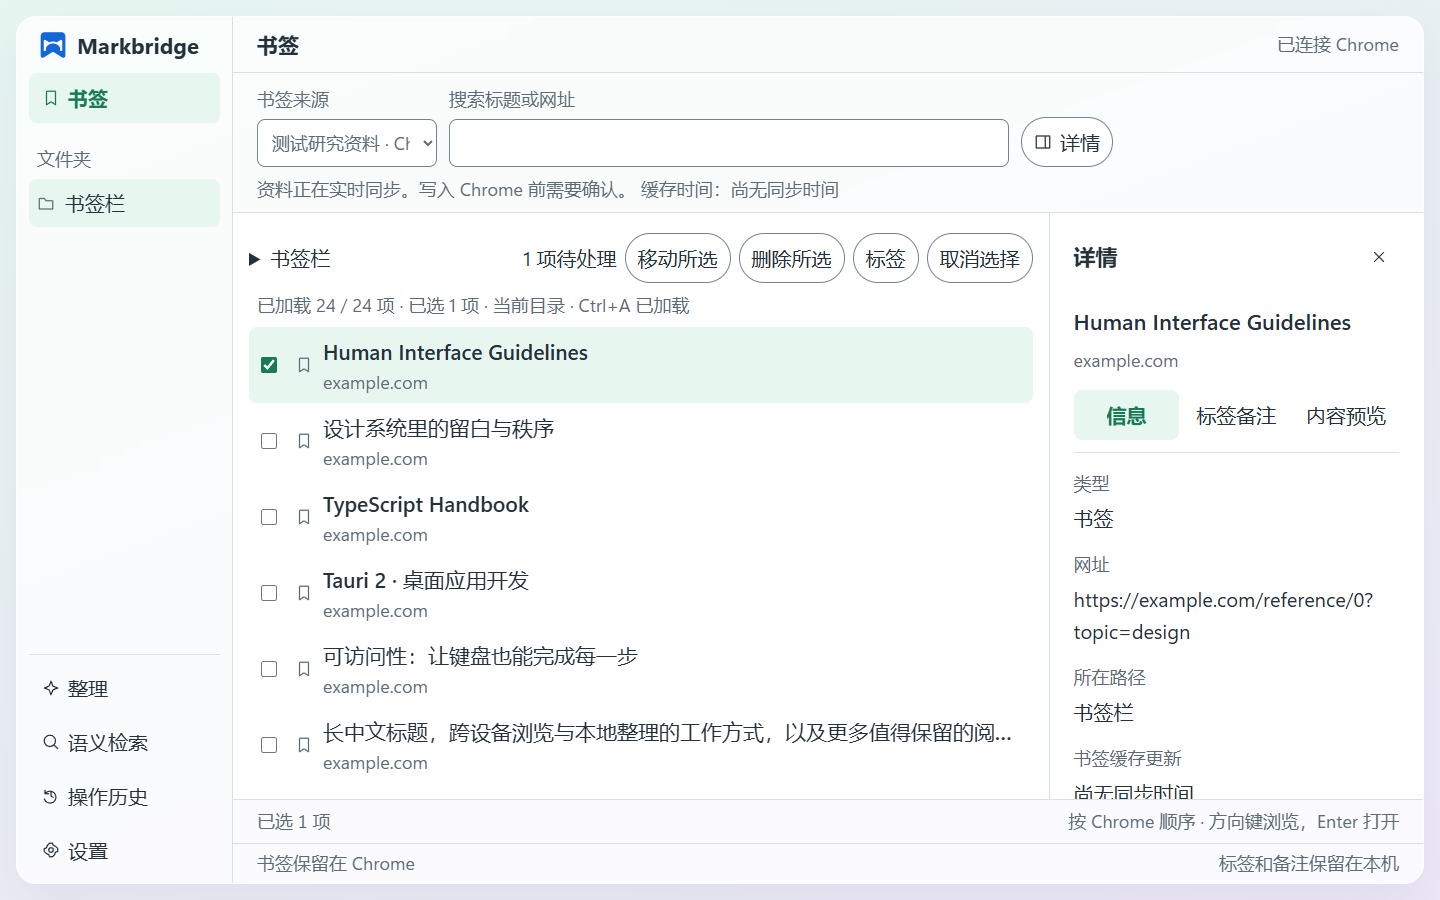 Markbridge
书签
文件夹
书签栏
整理
语义检索
操作历史
设置
书签
已连接 Chrome
书签来源
搜索标题或网址
测试研究资料 · Ch
详情
资料正在实时同步。写入 Chrome 前需要确认。 缓存时间：尚无同步时间
书签栏
1 项待处理
移动所选
删除所选
标签
取消选择
已加载 24 / 24 项 · 已选 1 项 · 当前目录 · Ctrl+A 已加载
Human Interface Guidelines
example.com
设计系统里的留白与秩序
example.com
TypeScript Handbook
example.com
Tauri 2 · 桌面应用开发
example.com
可访问性：让键盘也能完成每一步
example.com
长中文标题，跨设备浏览与本地整理的工作方式，以及更多值得保留的阅...
example.com
详情
Human Interface Guidelines
example.com
信息
标签备注
内容预览
类型
书签
网址
https://example.com/reference/0?
topic=design
所在路径
书签栏
书签缓存更新
尚无同步时间
已选 1 项
按 Chrome 顺序 · 方向键浏览，Enter 打开
书签保留在 Chrome
标签和备注保留在本机